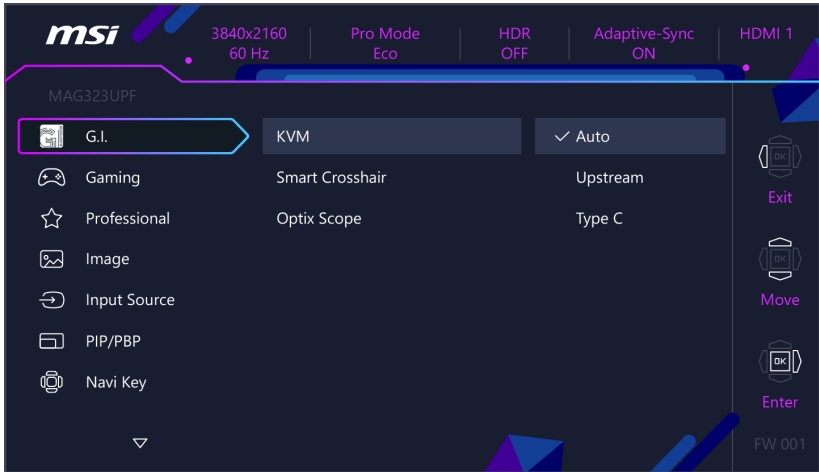 msi
3840x2160
60 Hz
Pro Mode
Eco
HDR
OFF
Adaptive-Sync
ON
HDMI 1
MAG323UPF
G.I.
KVM
Auto
Gaming
Smart Crosshair
Upstream
Professional
Optix Scope
Type C
Image
Input Source
PIP/PBP
Navi Key
OK
Exit
OK
Move
OK
Enter
FW 001